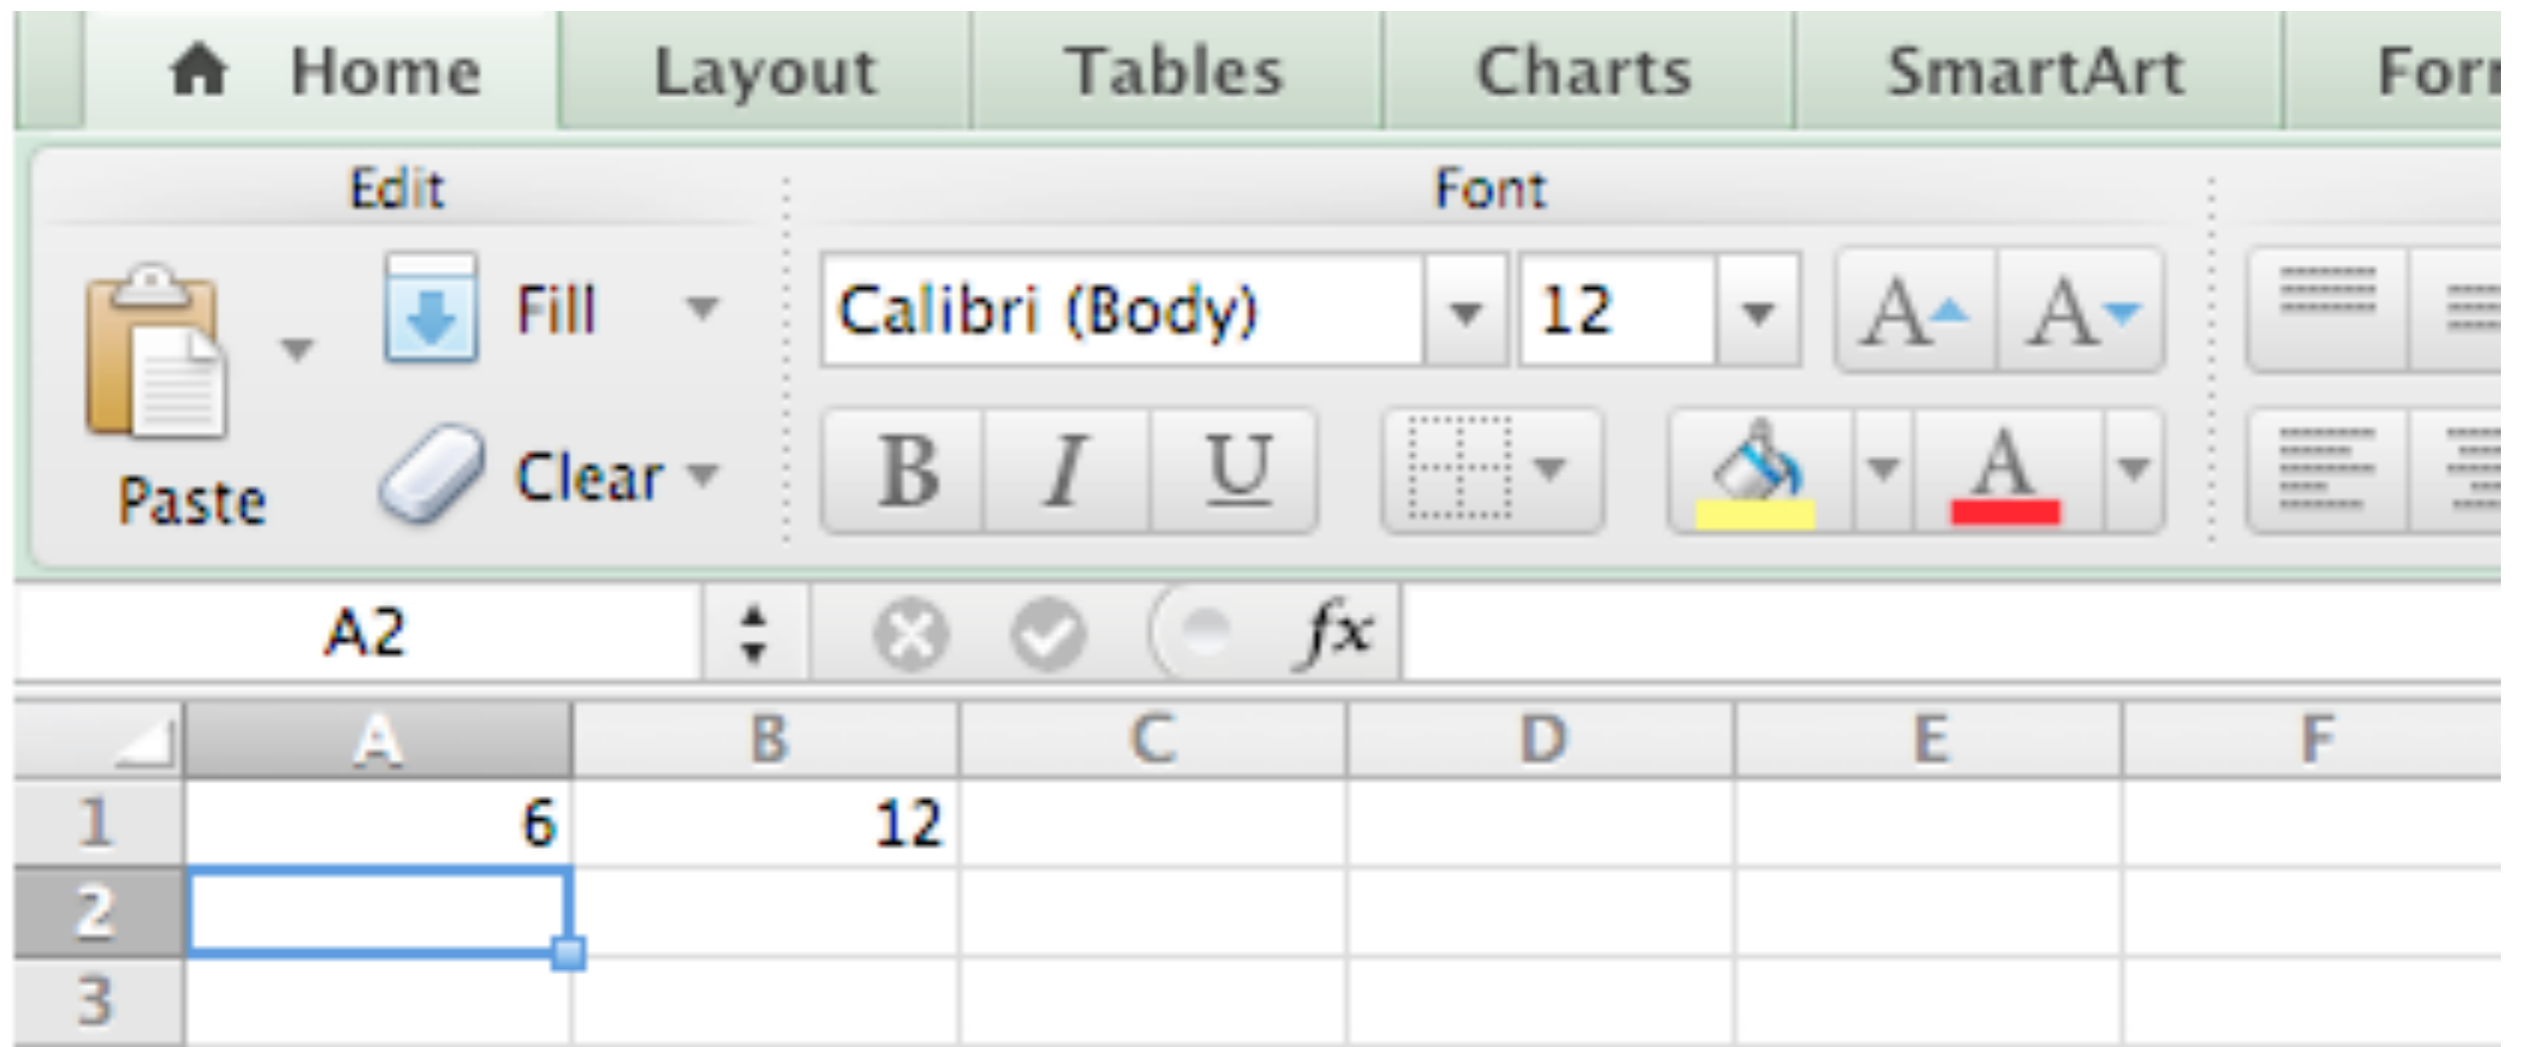 Home Layout Tables Charts SmartArt
Edit Font
Fill Calibri (Body) 12 A A
Paste Clear B I U A
A2 fx
A B C D E F
1 6 12
2
3